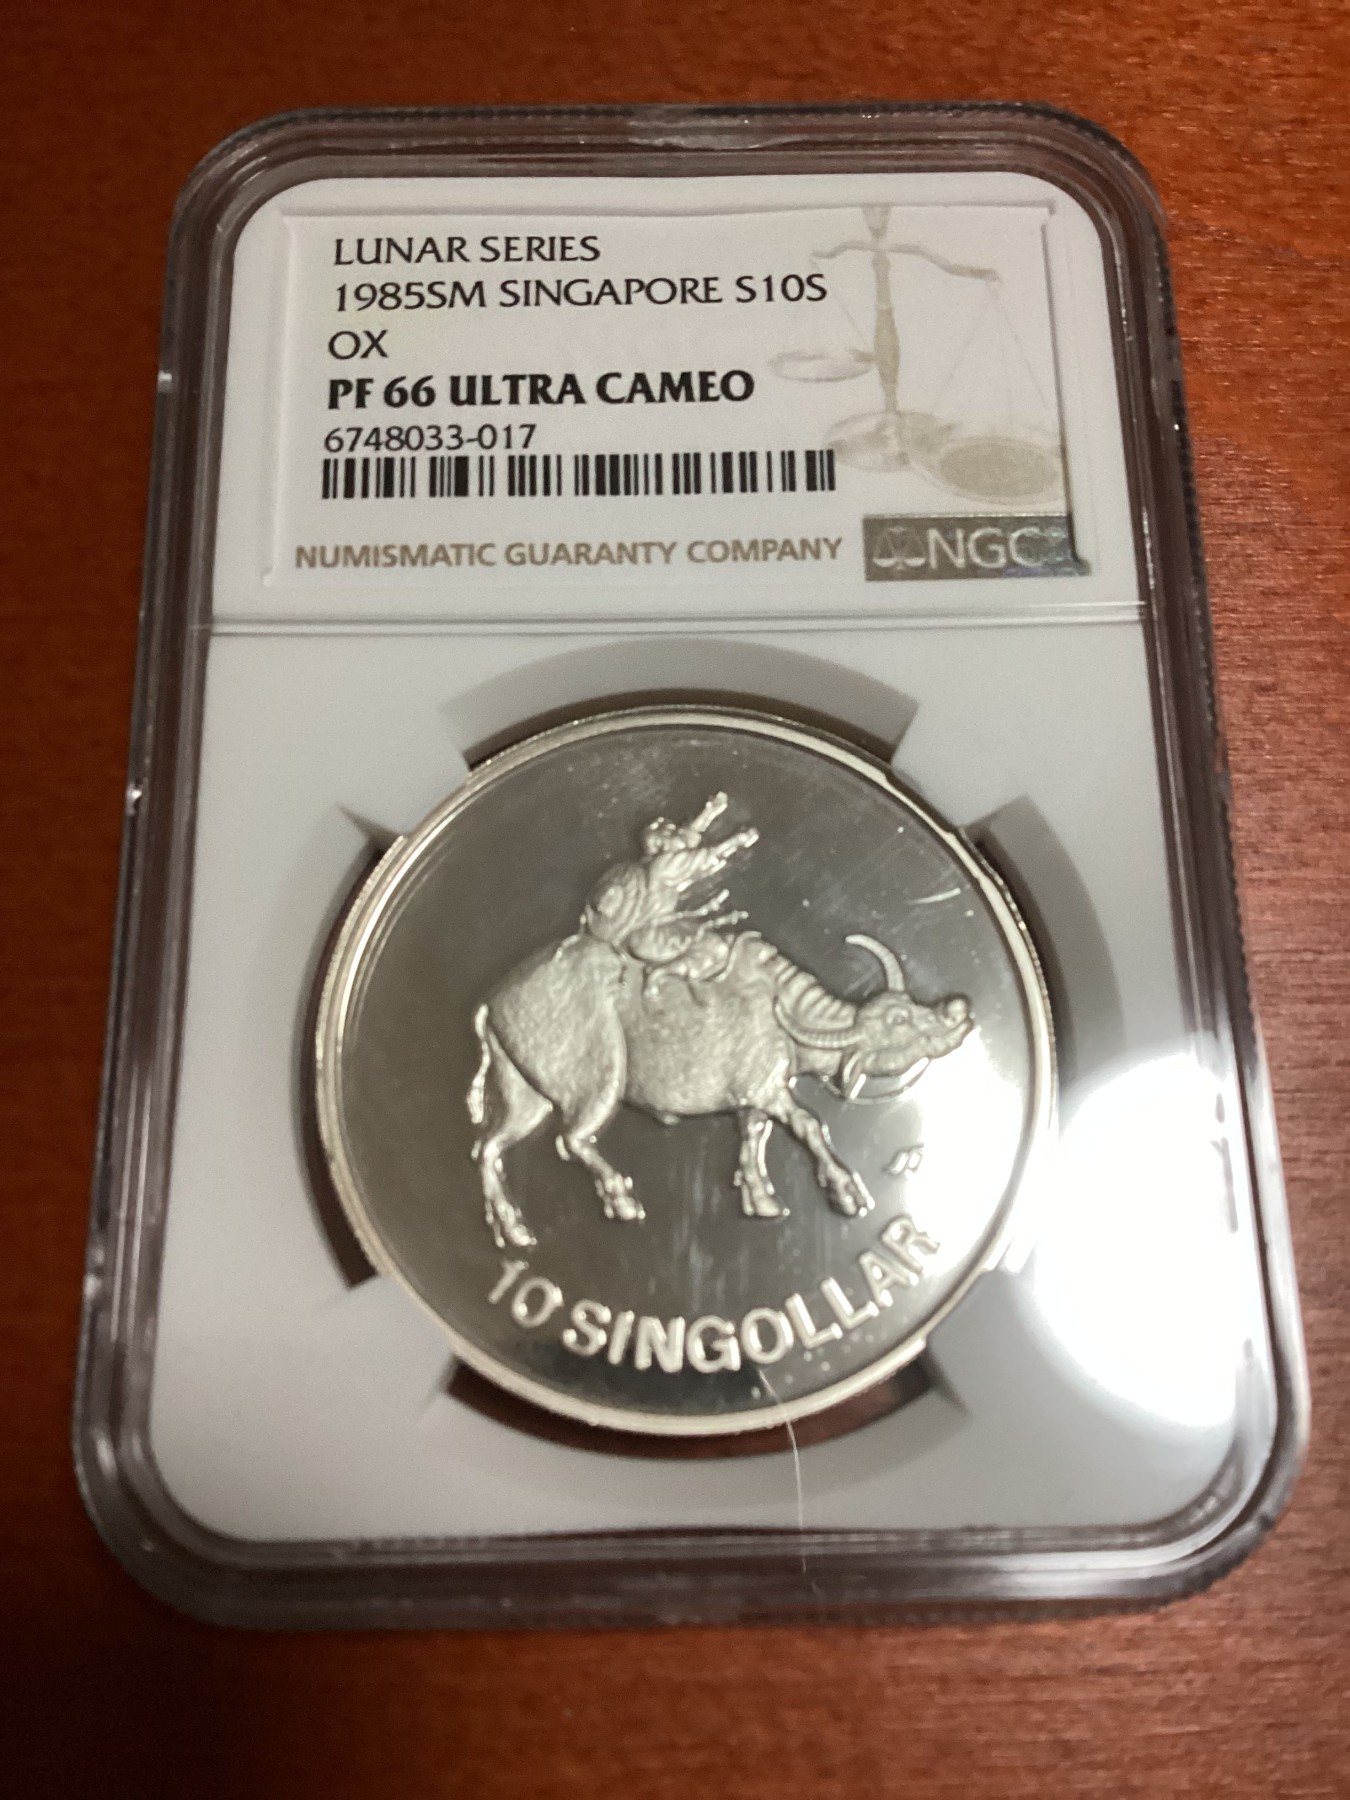 LUNAR SERIES
1985SM SINGAPORE S10S
OX
PF 66 ULTRA CAMEO
6748033-017
NUMISMATIC GUARANTY COMPANY
NGC
10 SINGOLLAR